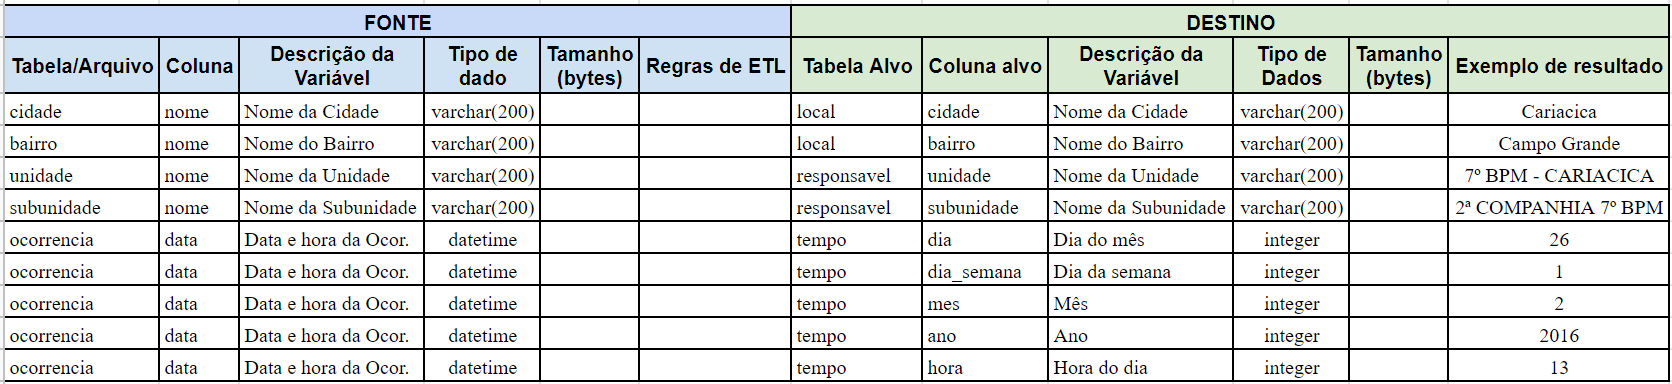 FONTE DESTINO
Tabela/Arquivo Coluna Descrição da Variável Tipo de dado Tamanho (bytes) Regras de ETL Tabela Alvo Coluna alvo Descrição da Variável Tipo de Dados Tamanho (bytes) Exemplo de resultado
cidade nome Nome da Cidade varchar(200) local cidade Nome da Cidade varchar(200) Cariacica
bairro nome Nome do Bairro varchar(200) local bairro Nome do Bairro varchar(200) Campo Grande
unidade nome Nome da Unidade varchar(200) responsavel unidade Nome da Unidade varchar(200) 7º BPM - CARIACICA
subunidade nome Nome da Subunidade varchar(200) responsavel subunidade Nome da Subunidade varchar(200) 2ª COMPANHIA 7º BPM
ocorrencia data Data e hora da Ocor. datetime tempo dia Dia do mês integer 26
ocorrencia data Data e hora da Ocor. datetime tempo dia_semana Dia da semana integer 1
ocorrencia data Data e hora da Ocor. datetime tempo mes Mês integer 2
ocorrencia data Data e hora da Ocor. datetime tempo ano Ano integer 2016
ocorrencia data Data e hora da Ocor. datetime tempo hora Hora do dia integer 13